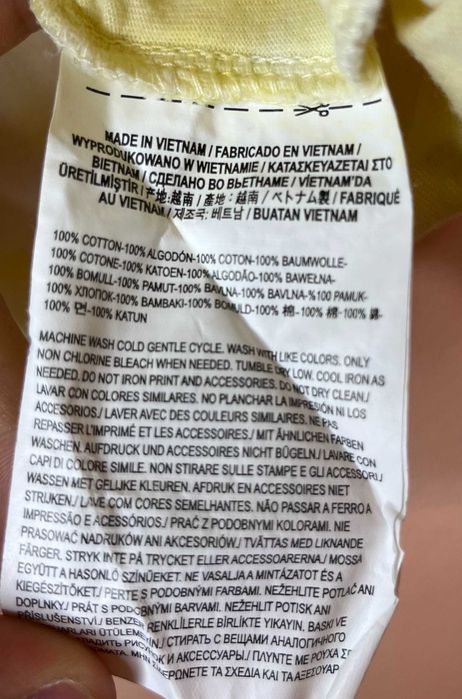 MADE IN VIETNAM / FABRICADO EN VIETNAM /
WYPRODUKOWANO W WIETNAMIE / ΚΑΤΑΣΚΕΥΑΖΕΤΑΙ ΣΤΟ
ΒΙΕΤΝΑΜ / СДЕЛАНО ВО ВЬЕТНАМЕ / VIETNAM'DA
ÜRETİLMİŞTİR / 产地:越南 / 產地:越南 / ベトナム製 / FABRIQUÉ
AU VIETNAM / 제조국: 베트남 / BUATAN VIETNAM
100% COTTON-100% ALGODÓN-100% COTON-100% BAUMWOLLE-
100% COTONE-100% KATOEN-100% ALGODÃO-100% BAWEŁNA-
100% BOMULL-100% PAMUT-100% BAVLNA-100% BAVLNA-%100 PAMUK-
100% ХЛОПОК-100% ΒΑΜΒΑΚΙ-100% BOMULD-100% 棉-100% 棉-100% 綿-
100% 면-100% KATUN
MACHINE WASH COLD GENTLE CYCLE. WASH WITH LIKE COLORS. ONLY
NON CHLORINE BLEACH WHEN NEEDED. TUMBLE DRY LOW. COOL IRON AS
NEEDED. DO NOT IRON PRINT AND ACCESSORIES. DO NOT DRY CLEAN./
LAVAR CON COLORES SIMILARES. NO PLANCHAR LA IMPRESIÓN NI LOS
ACCESORIOS./ LAVER AVEC DES COULEURS SIMILAIRES. NE PAS
REPASSER L'IMPRIMÉ ET LES ACCESSOIRES./ MIT ÄHNLICHEN FARBEN
WASCHEN. AUFDRUCK UND ACCESSOIRES NICHT BÜGELN./ LAVARE CON
CAPI DI COLORE SIMILE. NON STIRARE SULLE STAMPE E GLI ACCESSORI./
WASSEN MET GELIJKE KLEUREN. AFDRUK EN ACCESSOIRES NIET
STRIJKEN./ LAVE COM CORES SEMELHANTES. NÃO PASSAR A FERRO A
IMPRESSÃO E ACESSÓRIOS./ PRAĆ Z PODOBNYMI KOLORAMI. NIE
PRASOWAĆ NADRUKÓW ANI AKCESORIÓW./ TVÄTTAS MED LIKNANDE
FÄRGER. STRYK INTE PÅ TRYCKET ELLER ACCESSOARERNA./ MOSSA
EGYÜTT A HASONLÓ SZÍNŰEKET. NE VASALJA A MINTÁZATOT ÉS A
KIEGÉSZÍTŐKET./ PERTE S PODOBNÝMI FARBAMI. NEŽEHLITE POTLAČ ANI
DOPLNKY./ PRÁT S PODOBNÝMI BARVAMI. NEŽEHLIT POTISK ANI
PŘÍSLUŠENSTVÍ./ BENZER RENKLİLERLE BİRLİKTE YIKAYIN. BASKI VE
ÜTÜLEMEYİN./ СТИРАТЬ С ВЕЩАМИ АНАЛОГИЧНОГО
И АКСЕССУАРЫ./ ΠΛΥΝΤΕ ΜΕ ΡΟΥΧΑ
ΣΙΔΕΡΩΝΕΤΑΙ ΤΑ ΣΧΕΔΙΑ ΚΑΙ ΤΑ